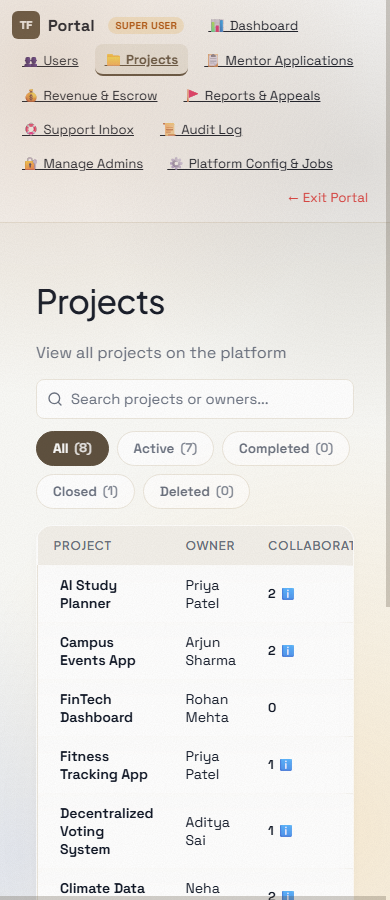 TF Portal SUPER USER 📊 Dashboard
👥 Users 📁 Projects 📋 Mentor Applications
💰 Revenue & Escrow 🚩 Reports & Appeals
🛟 Support Inbox 📜 Audit Log
🔐 Manage Admins ⚙️ Platform Config & Jobs
← Exit Portal
Projects
View all projects on the platform
Search projects or owners...
All (8) Active (7) Completed (0)
Closed (1) Deleted (0)
PROJECT OWNER COLLABORAT
AI Study Planner Priya Patel 2 ℹ️
Campus Events App Arjun Sharma 2 ℹ️
FinTech Dashboard Rohan Mehta 0
Fitness Tracking App Priya Patel 1 ℹ️
Decentralized Voting System Aditya Sai 1 ℹ️
Climate Data Neha 2 ℹ️